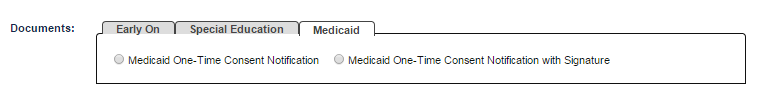 Documents: Early On Special Education Medicaid
Medicaid One-Time Consent Notification Medicaid One-Time Consent Notification with Signature